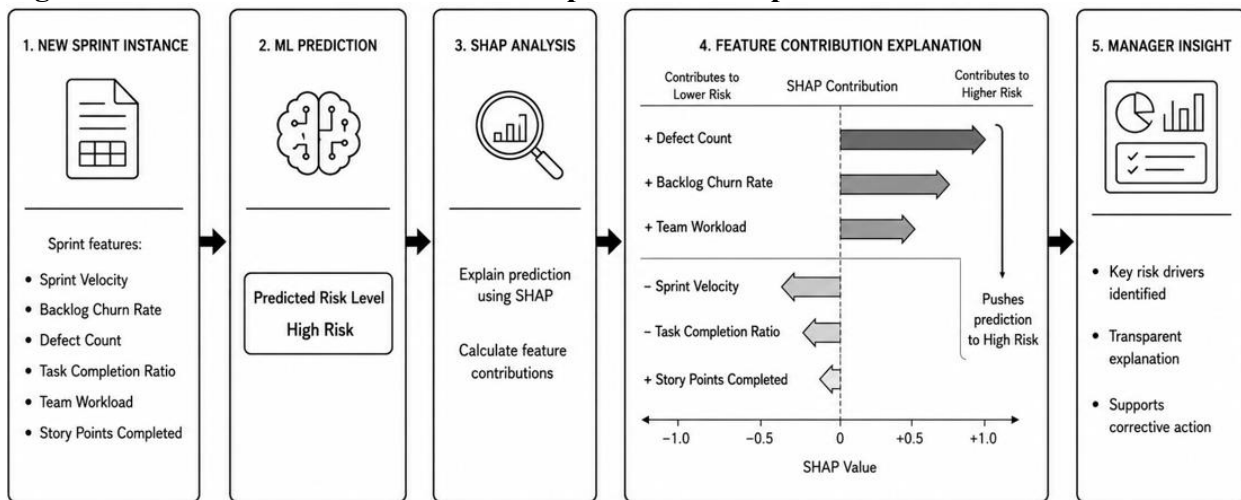 1. NEW SPRINT INSTANCE
Sprint features:
• Sprint Velocity
• Backlog Churn Rate
• Defect Count
• Task Completion Ratio
• Team Workload
• Story Points Completed
2. ML PREDICTION
Predicted Risk Level
High Risk
3. SHAP ANALYSIS
Explain prediction
using SHAP
Calculate feature
contributions
4. FEATURE CONTRIBUTION EXPLANATION
Contributes to
Lower Risk
SHAP Contribution
Contributes to
Higher Risk
+ Defect Count
+ Backlog Churn Rate
+ Team Workload
− Sprint Velocity
− Task Completion Ratio
+ Story Points Completed
Pushes
prediction
to High Risk
−1.0 −0.5 0 +0.5 +1.0
SHAP Value
5. MANAGER INSIGHT
• Key risk drivers
identified
• Transparent
explanation
• Supports
corrective action